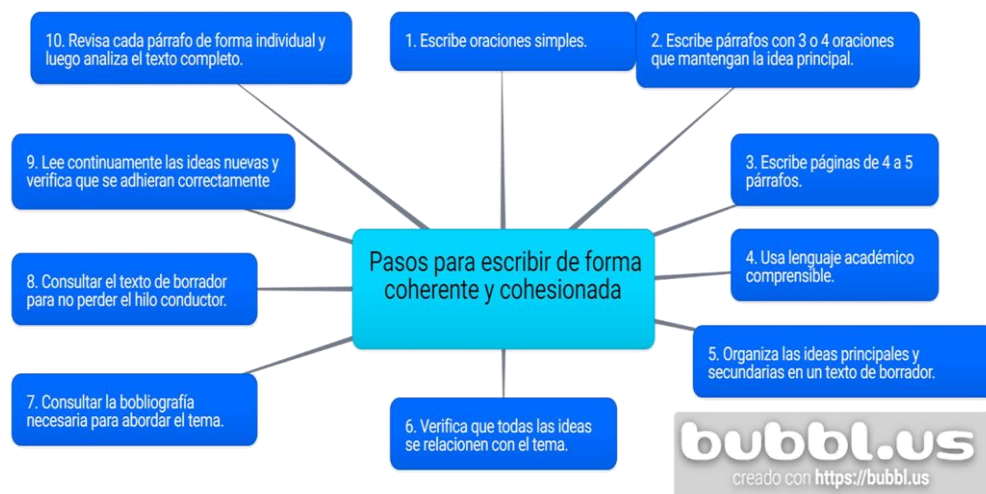 Pasos para escribir de forma
coherente y cohesionada
1. Escribe oraciones simples.
2. Escribe párrafos con 3 o 4 oraciones
que mantengan la idea principal.
3. Escribe páginas de 4 a 5
párrafos.
4. Usa lenguaje académico
comprensible.
5. Organiza las ideas principales y
secundarias en un texto de borrador.
6. Verifica que todas las ideas
se relacionen con el tema.
7. Consultar la bobliografía
necesaria para abordar el tema.
8. Consultar el texto de borrador
para no perder el hilo conductor.
9. Lee continuamente las ideas nuevas y
verifica que se adhieran correctamente
10. Revisa cada párrafo de forma individual y
luego analiza el texto completo.
bubbl.us
creado con https://bubbl.us